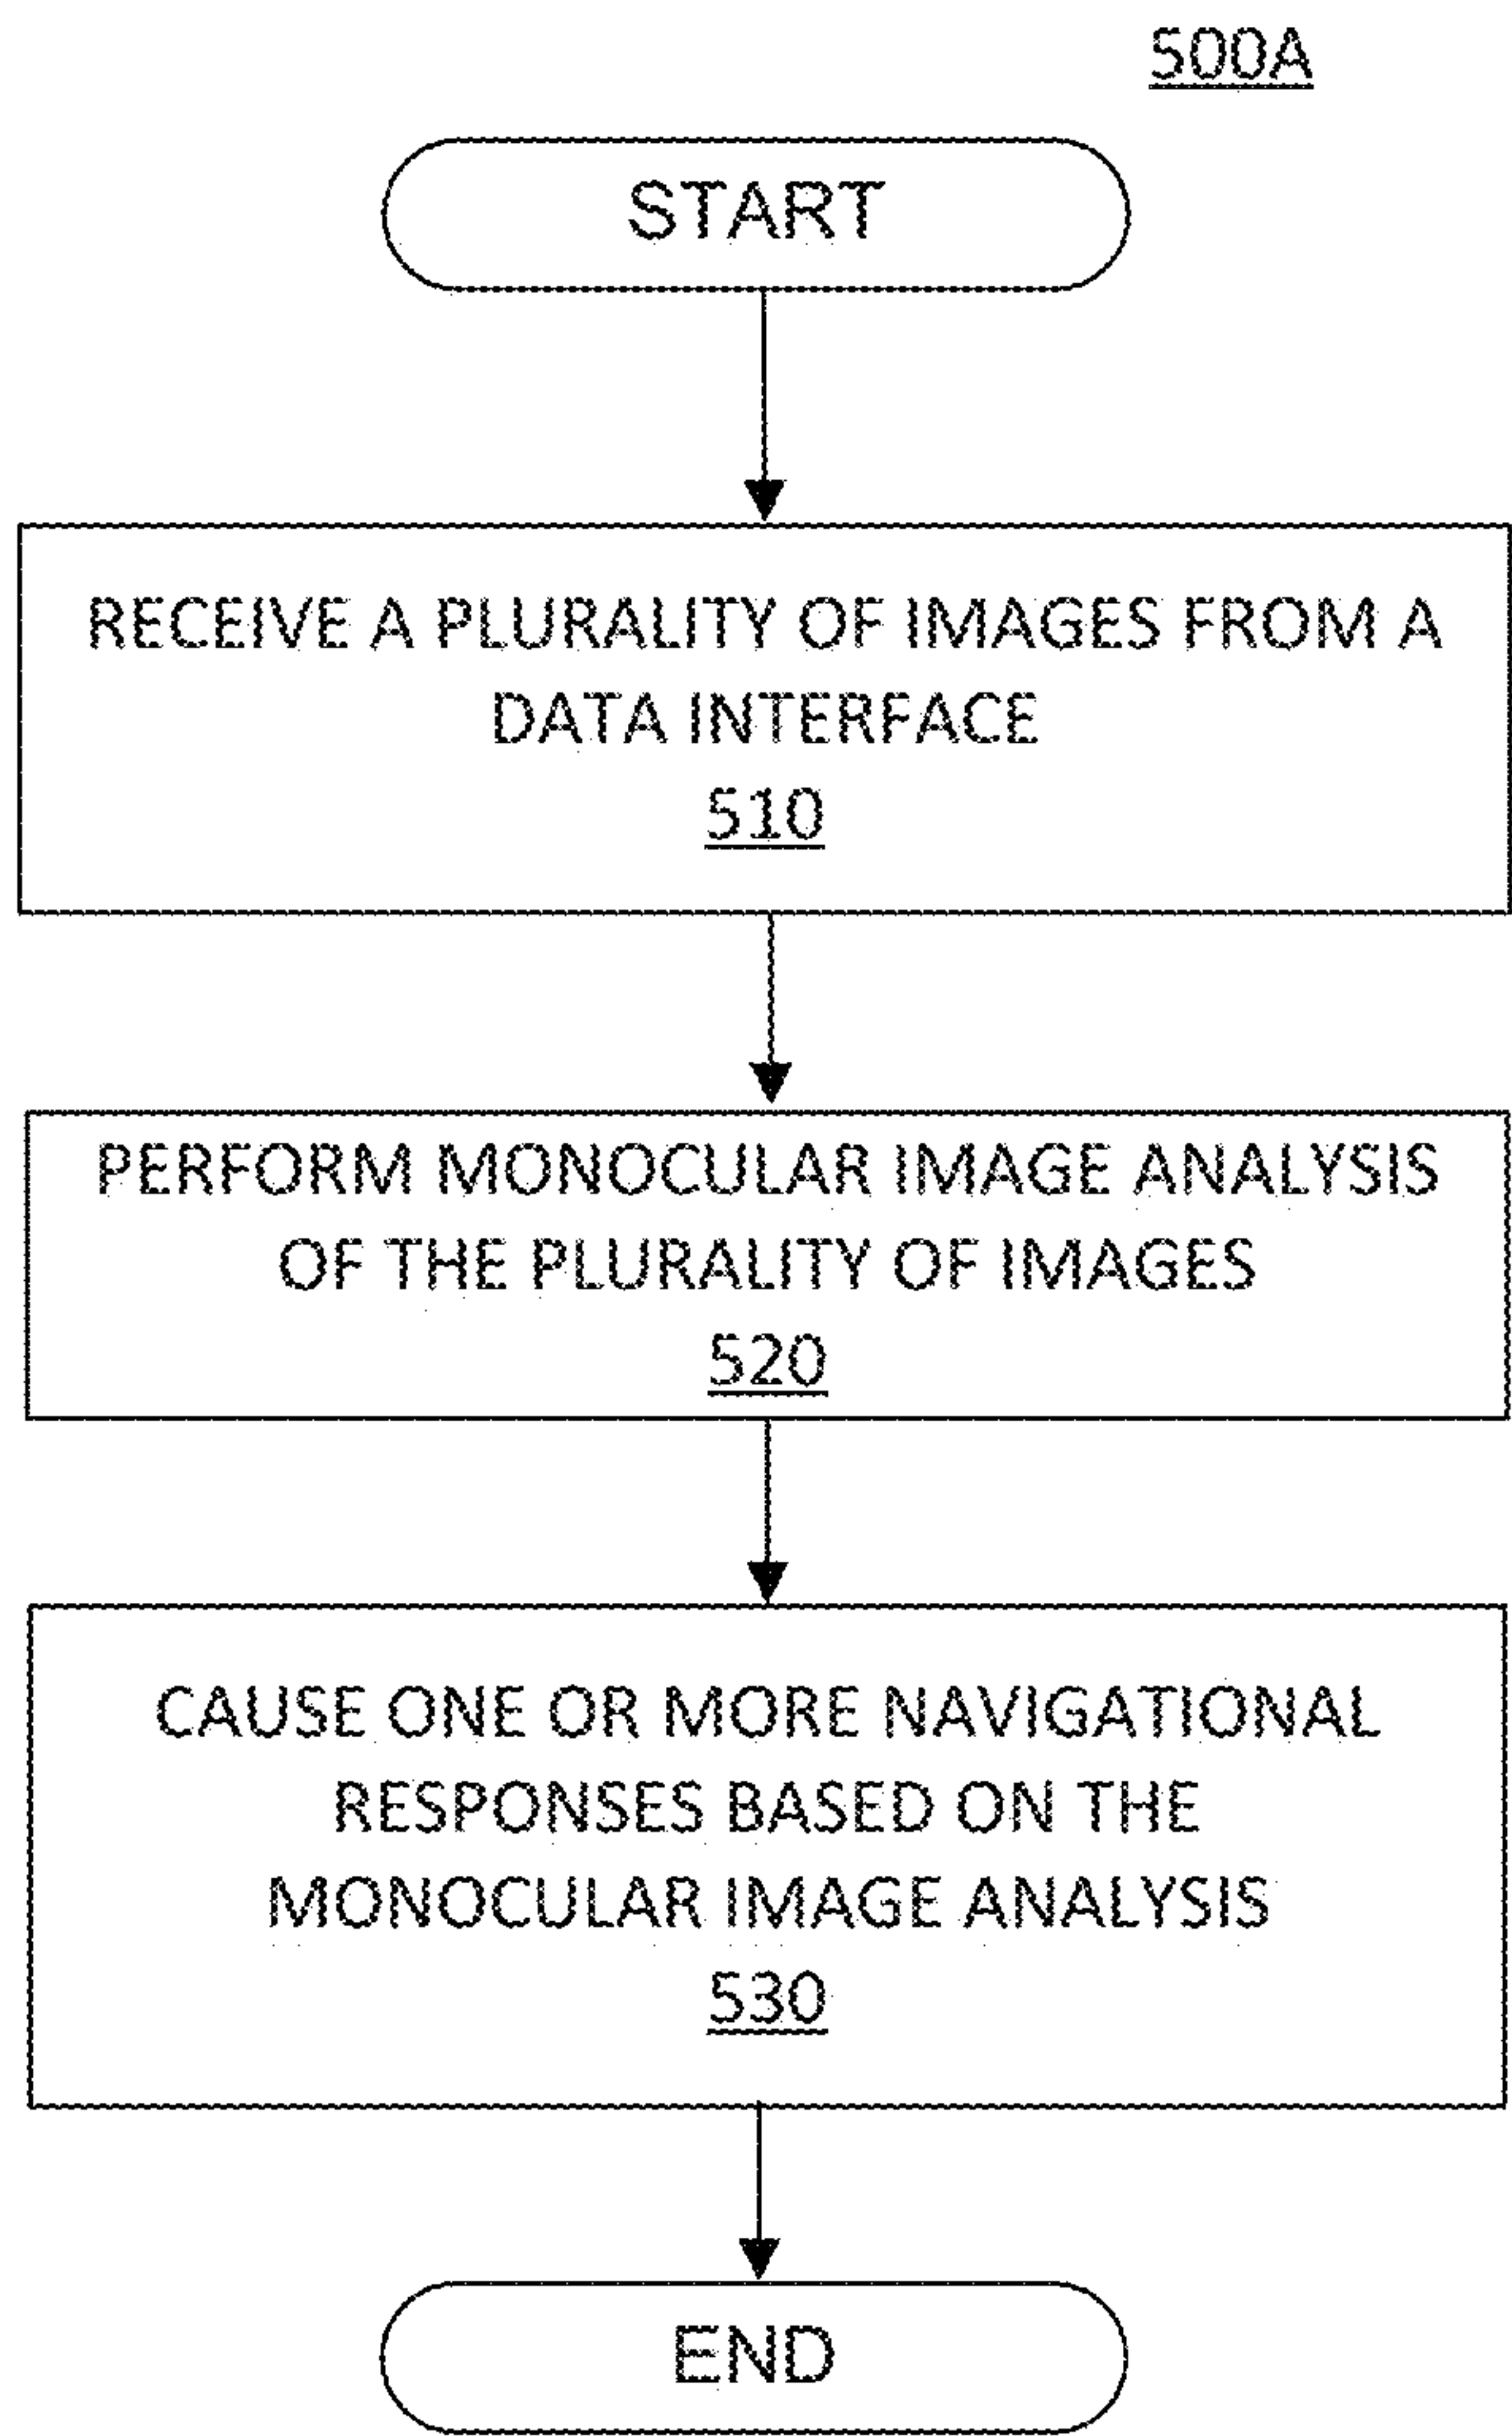 500A
START
RECEIVE A PLURALITY OF IMAGES FROM A
DATA INTERFACE
510
PERFORM MONOCULAR IMAGE ANALYSIS
OF THE PLURALITY OF IMAGES
520
CAUSE ONE OR MORE NAVIGATIONAL
RESPONSES BASED ON THE
MONOCULAR IMAGE ANALYSIS
530
END